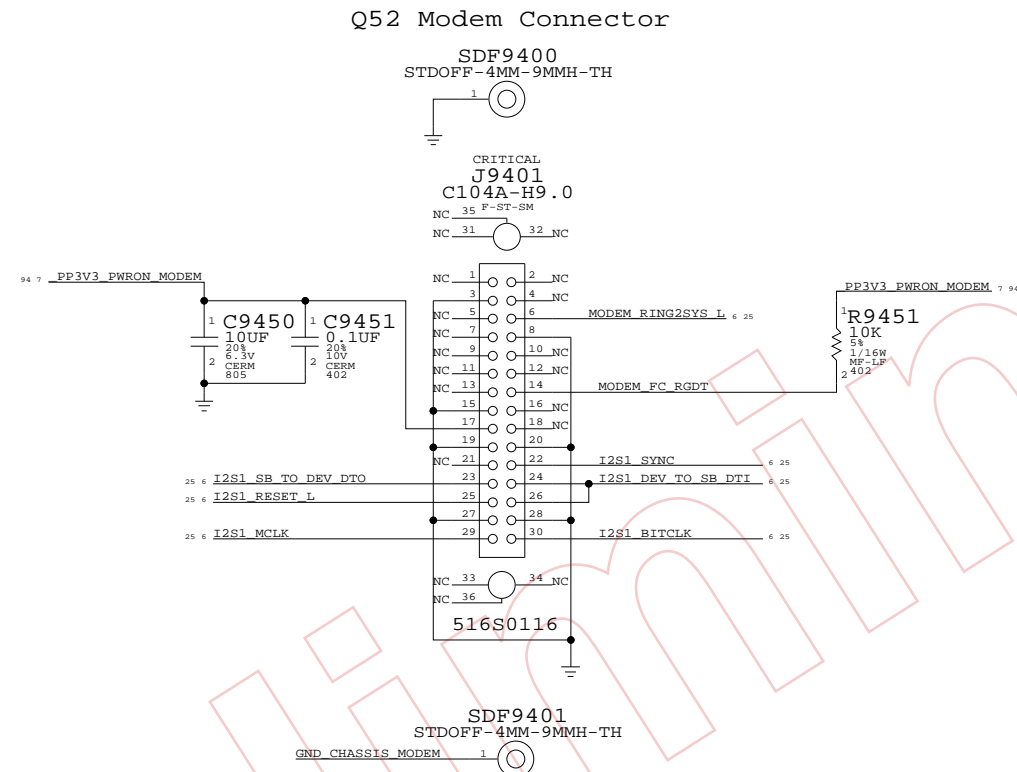 Q52 Modem Connector
SDF9400
STDOFF-4MM-9MMH-TH
1
CRITICAL
J9401
C104A-H9.0
F-ST-SM
NC 35
NC 31 32 NC
94 7 PP3V3_PWRON_MODEM
PP3V3_PWRON_MODEM 7 94
NC 1 2 NC
3 4 NC
NC 5 6 MODEM_RING2SYS_L 6 25
NC 7 8
NC 9 10 NC
NC 11 12 NC
NC 13 14 MODEM_FC_RGDT
15 16 NC
17 18 NC
19 20
NC 21 22 I2S1_SYNC 6 25
25 6 I2S1_SB_TO_DEV_DTO 23 24 I2S1_DEV_TO_SB_DTI 6 25
25 6 I2S1_RESET_L 25 26
27 28
25 6 I2S1_MCLK 29 30 I2S1_BITCLK 6 25
1 C9450
10UF
20%
6.3V
2 CERM
805
1 C9451
0.1UF
20%
10V
2 CERM
402
1 R9451
10K
5%
1/16W
MF-LF
2 402
NC 33 34 NC
NC 36
516S0116
SDF9401
STDOFF-4MM-9MMH-TH
GND_CHASSIS_MODEM 1
limin